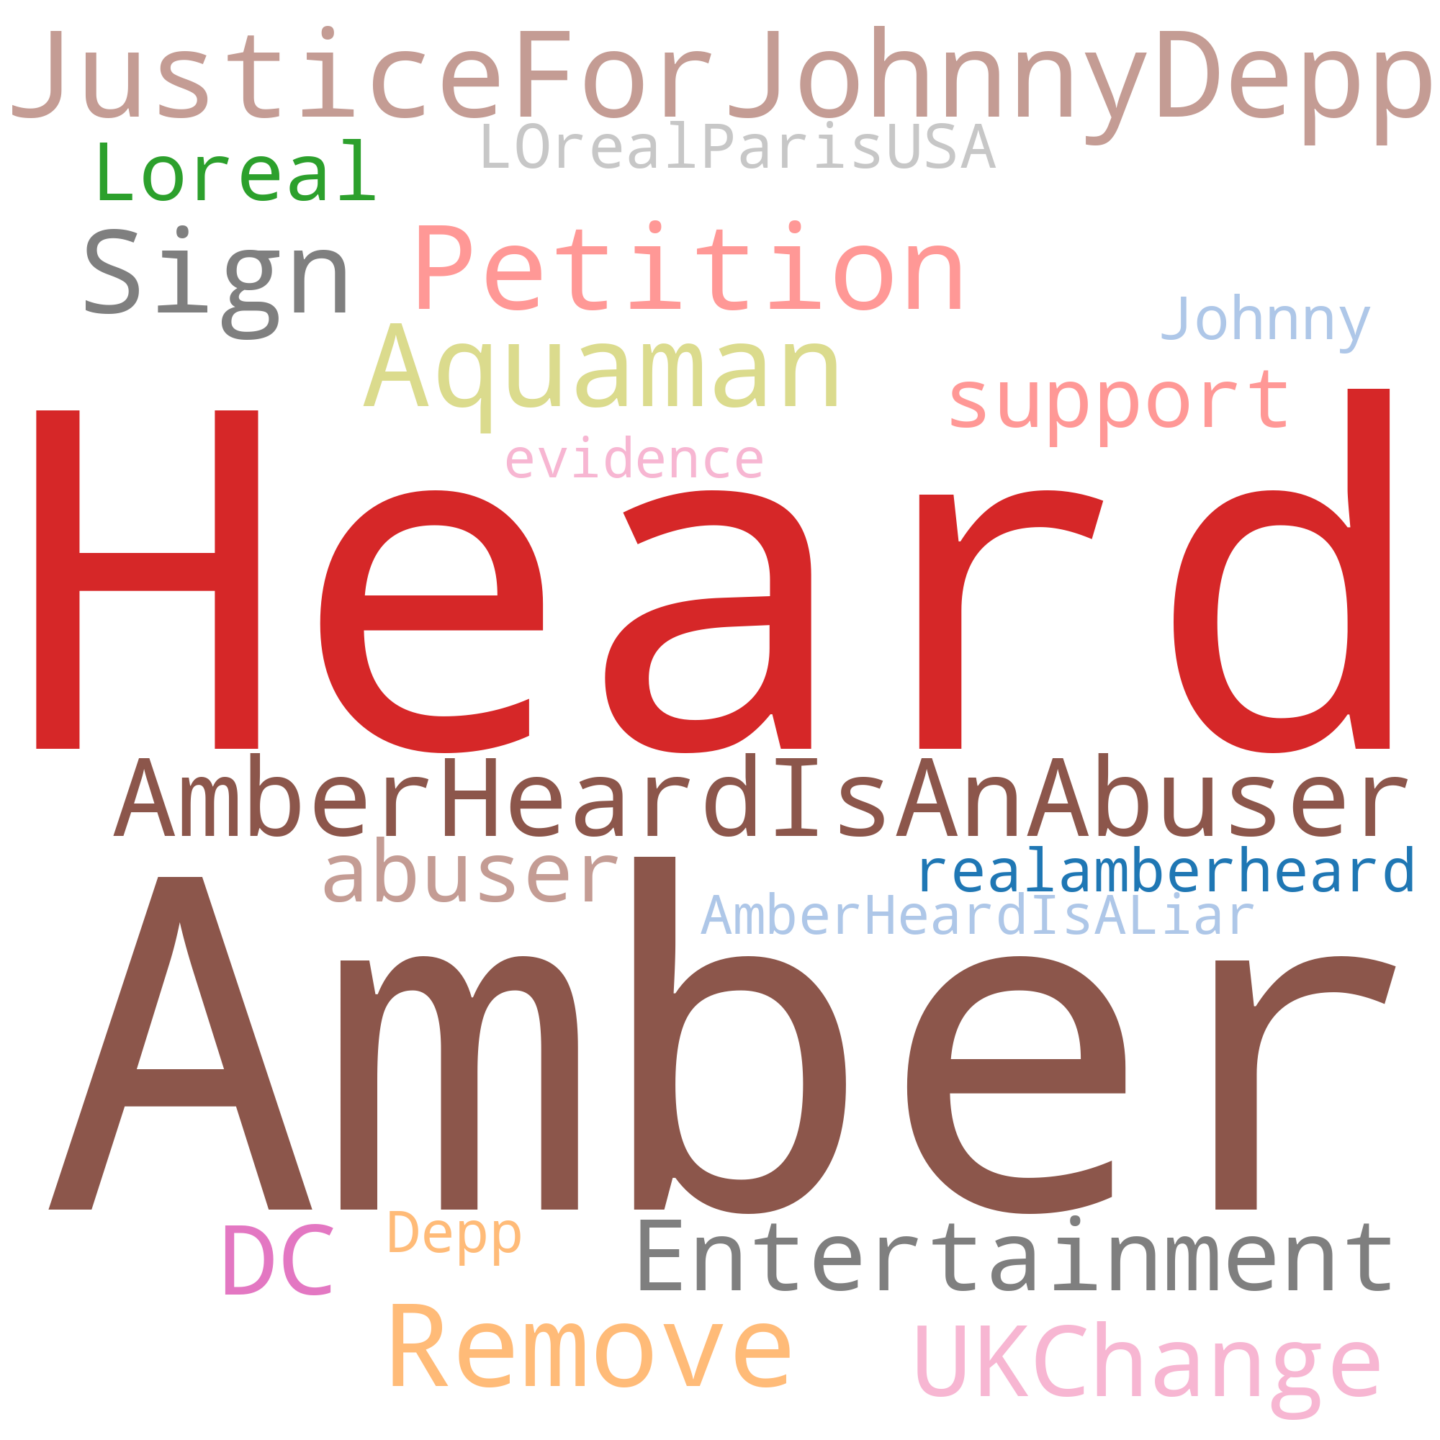 JusticeForJohnnyDepp
LOrealParisUSA
Loreal
Sign Petition
Johnny
Aquaman
support
evidence
Heard
AmberHeardIsAnAbuser
abuser
realamberheard
AmberHeardIsALiar
Amber
DC
Depp
Entertainment
Remove
UKChange